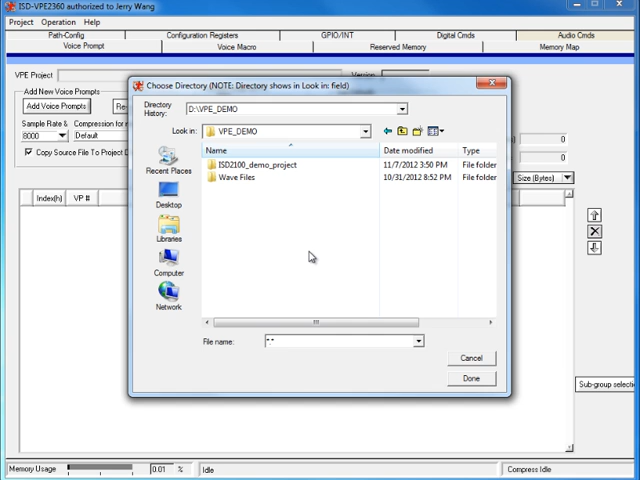 ISD-VPE2360 authorized to Jerry Wang
Project Operation Help
Path-Config Configuration Registers GPIO/INT Digital Cmds Audio Cmds
Voice Prompt Voice Macro Reserved Memory Memory Map
VPE Project Version
Add New Voice Prompts
Add Voice Prompts Re-
Sample Rate & Compression for
8000 Default
Copy Source File To Project D
0
0
Size (Bytes)
Index(h) VP #
Choose Directory (NOTE: Directory shows in Look in: field)
Directory
History:
D:\VPE_DEMO
Look in: VPE_DEMO
Name Date modified Type
ISD2100_demo_project 11/7/2012 3:50 PM File folder
Wave Files 10/31/2012 8:52 PM File folder
Recent Places
Desktop
Libraries
Computer
Network
File name: *.*
Cancel
Done
Sub-group selecti
Memory Usage 0.01 % Idle Compress Idle